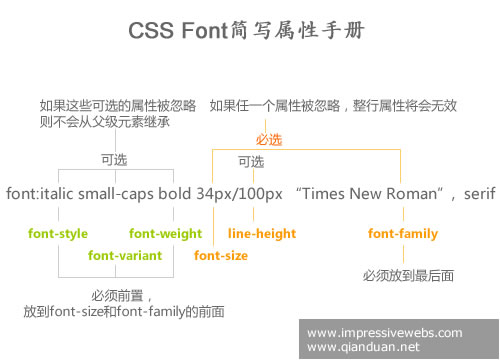 CSS Font简写属性手册
如果这些可选的属性被忽略
则不会从父级元素继承
如果任一个属性被忽略，整行属性将会无效
必选
可选
可选
font:italic small-caps bold 34px/100px “Times New Roman”, serif
font-style
font-weight
line-height
font-family
font-variant
font-size
必须放到最后面
必须前置，
放到font-size和font-family的前面
www.impressivewebs.com
www.qianduan.net